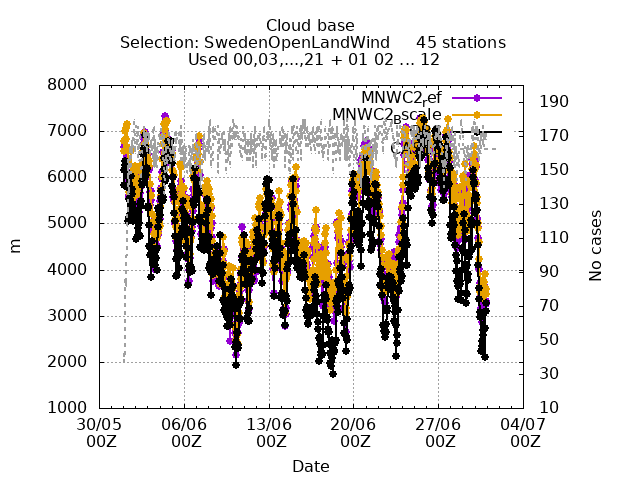 Cloud base
Selection: SwedenOpenLandWind 45 stations
Used 00,03,...,21 + 01 02 ... 12
8000
7000
6000
5000
4000
3000
2000
1000
m
MNWC2_ref
MNWC2_Bscale
190
170
150
130
110
90
70
50
30
10
No cases
30/05 06/06 13/06 20/06 27/06 04/07
00Z 00Z 00Z 00Z 00Z 00Z
Date